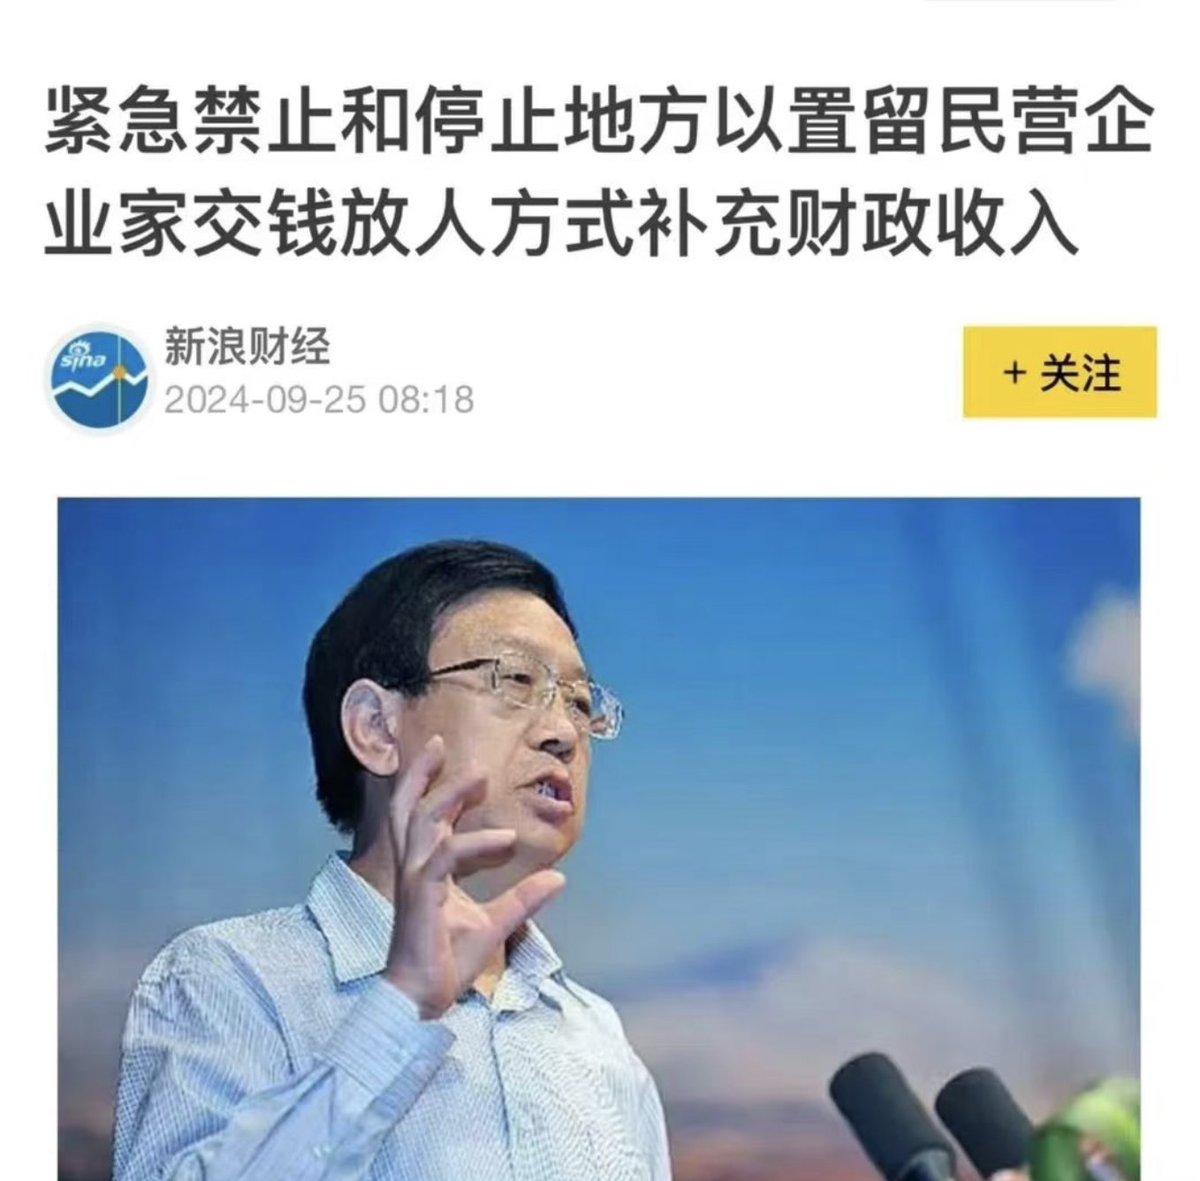 紧急禁止和停止地方以置留民营企
业家交钱放人方式补充财政收入
sina
新浪财经
2024-09-25 08:18
+ 关注